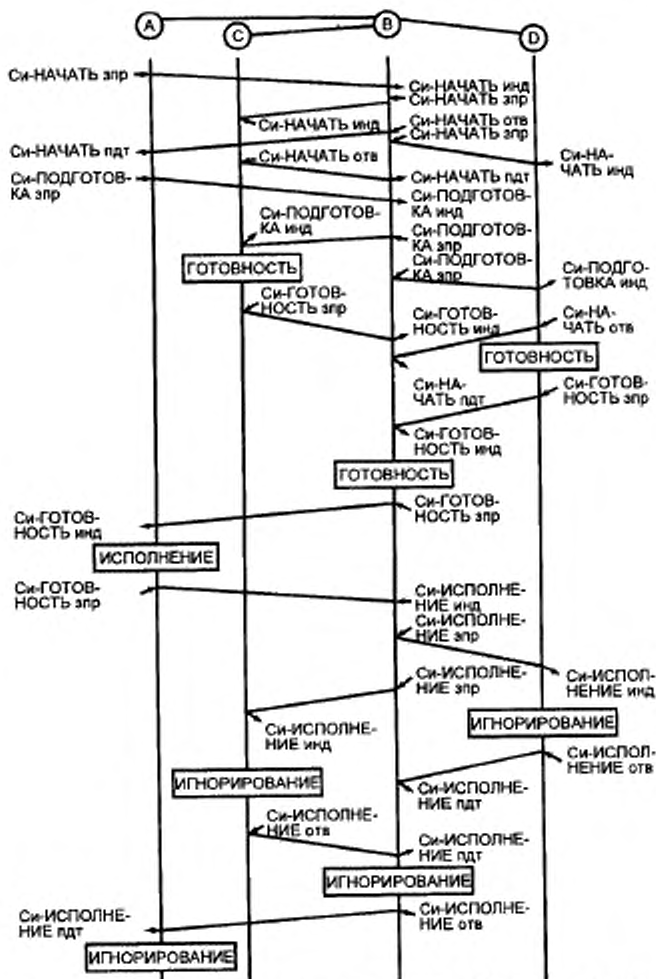 A
C
B
D
Си-НАЧАТЬ зпр
Си-НАЧАТЬ инд
Си-НАЧАТЬ зпр
Си-НАЧАТЬ инд
Си-НАЧАТЬ отв
Си-НАЧАТЬ зпр
Си-НАЧАТЬ пдт
Си-НАЧАТЬ отв
Си-НА-
ЧАТЬ инд
Си-НАЧАТЬ пдт
Си-ПОДГОТОВ-
КА зпр
Си-ПОДГОТОВ-
КА инд
Си-ПОДГОТОВ-
КА инд
Си-ПОДГОТОВ-
КА зпр
ГОТОВНОСТЬ
Си-ПОДГОТОВ-
КА зпр
Си-ПОДГО-
ТОВКА инд
Си-ГОТОВ-
НОСТЬ зпр
Си-ГОТОВ-
НОСТЬ инд
Си-НА-
ЧАТЬ отв
ГОТОВНОСТЬ
Си-НА-
ЧАТЬ пдт
Си-ГОТОВ-
НОСТЬ зпр
Си-ГОТОВ-
НОСТЬ инд
ГОТОВНОСТЬ
Си-ГОТОВ-
НОСТЬ зпр
Си-ГОТОВ-
НОСТЬ инд
ИСПОЛНЕНИЕ
Си-ГОТОВ-
НОСТЬ зпр
Си-ИСПОЛНЕ-
НИЕ инд
Си-ИСПОЛНЕ-
НИЕ зпр
Си-ИСПОЛ-
НЕНИЕ инд
Си-ИСПОЛНЕ-
НИЕ зпр
Си-ИСПОЛНЕ-
НИЕ инд
ИГНОРИРОВАНИЕ
Си-ИСПОЛ-
НЕНИЕ отв
ИГНОРИРОВАНИЕ
Си-ИСПОЛНЕ-
НИЕ пдт
Си-ИСПОЛНЕ-
НИЕ отв
Си-ИСПОЛНЕ-
НИЕ пдт
ИГНОРИРОВАНИЕ
Си-ИСПОЛНЕ-
НИЕ отв
Си-ИСПОЛНЕ-
НИЕ пдт
ИГНОРИРОВАНИЕ